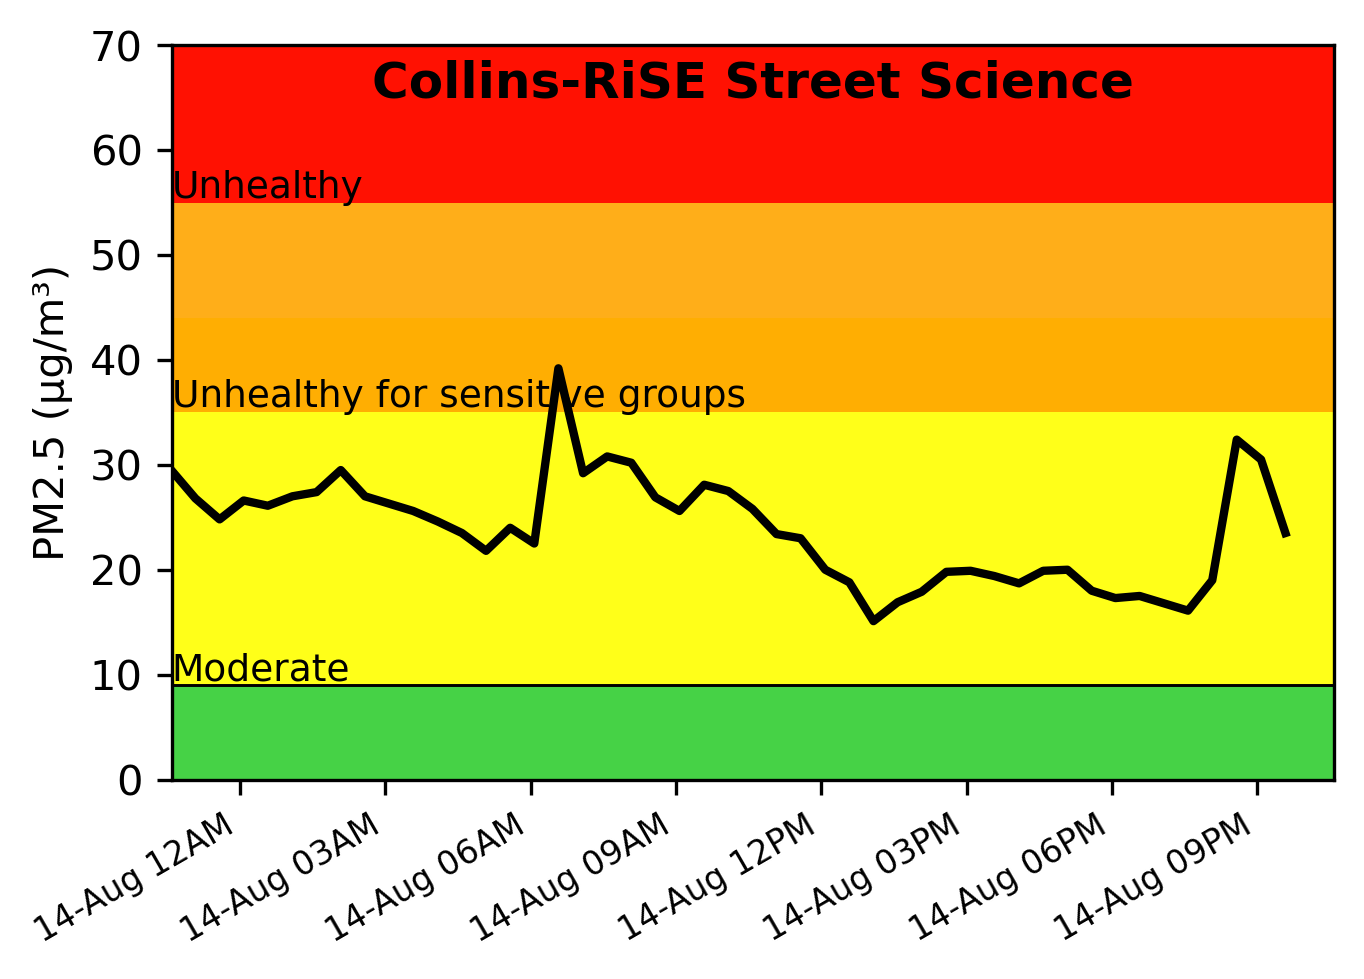 Collins-RiSE Street Science
70
60
50
40
30
20
10
0
PM2.5 (µg/m³)
Unhealthy
Unhealthy for sensitive groups
Moderate
14-Aug 12AM
14-Aug 03AM
14-Aug 06AM
14-Aug 09AM
14-Aug 12PM
14-Aug 03PM
14-Aug 06PM
14-Aug 09PM